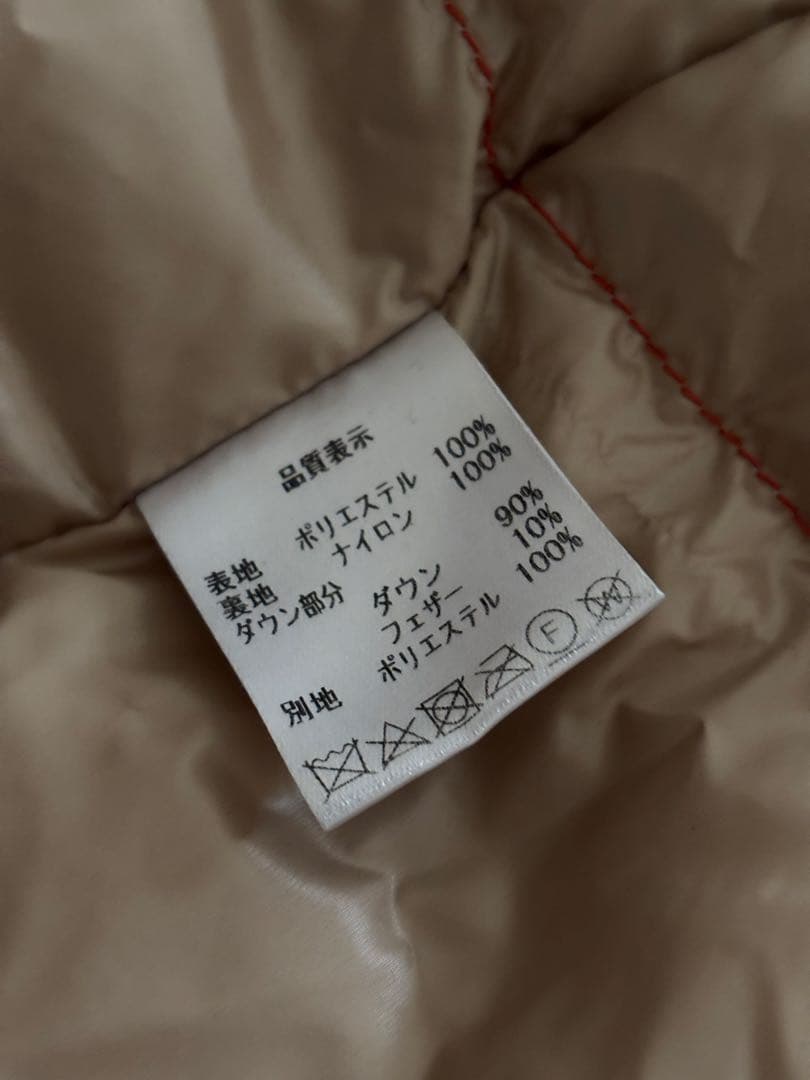 品質表示
表地 ポリエステル 100%
裏地 ナイロン 100%
ダウン部分 ダウン 90%
フェザー 10%
別地 ポリエステル 100%
F W